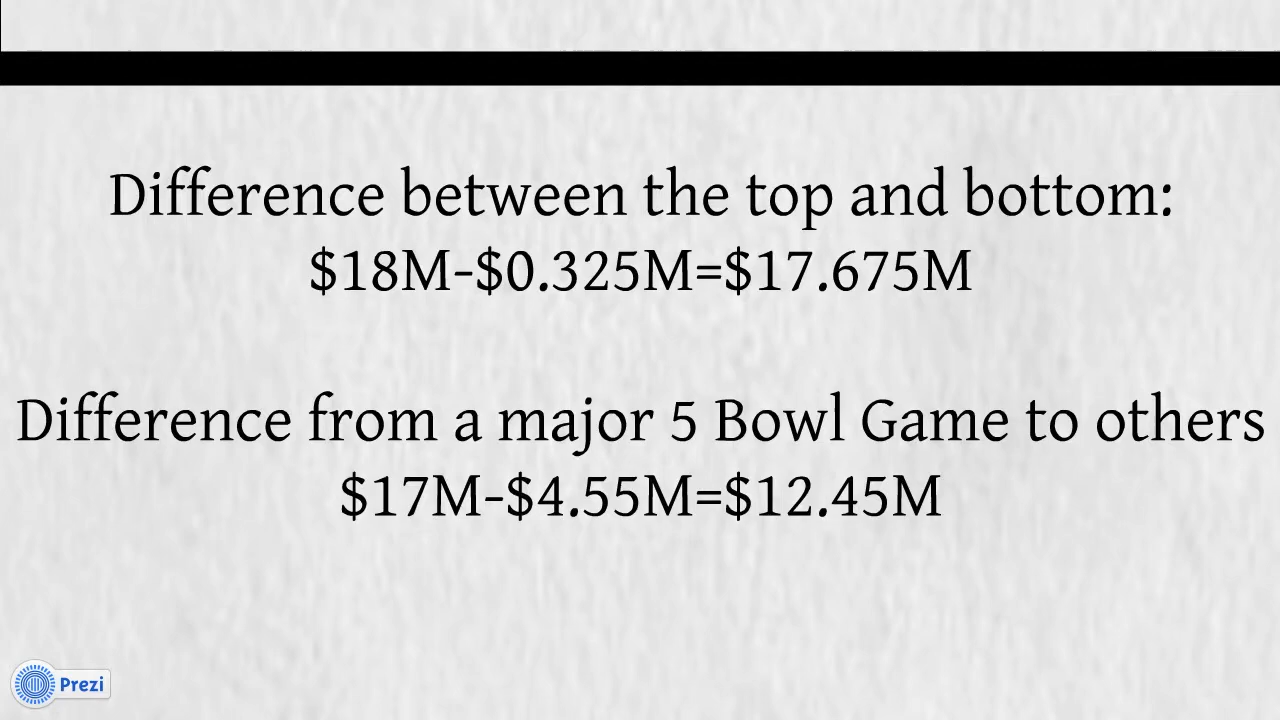 Difference between the top and bottom:
$18M-$0.325M=$17.675M
Difference from a major 5 Bowl Game to others
$17M-$4.55M=$12.45M
Prezi